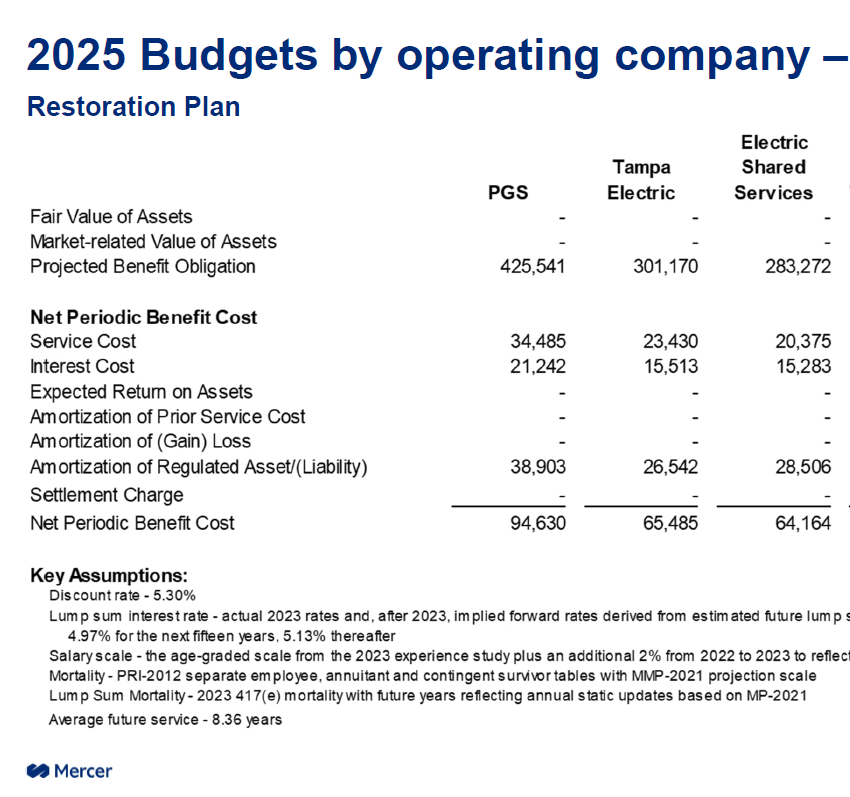 2025 Budgets by operating company –
Restoration Plan
Electric
Tampa Shared
PGS Electric Services
Fair Value of Assets - - -
Market-related Value of Assets - - -
Projected Benefit Obligation 425,541 301,170 283,272
Net Periodic Benefit Cost
Service Cost 34,485 23,430 20,375
Interest Cost 21,242 15,513 15,283
Expected Return on Assets - - -
Amortization of Prior Service Cost - - -
Amortization of (Gain) Loss - - -
Amortization of Regulated Asset/(Liability) 38,903 26,542 28,506
Settlement Charge - - -
Net Periodic Benefit Cost 94,630 65,485 64,164
Key Assumptions:
Discount rate - 5.30%
Lump sum interest rate - actual 2023 rates and, after 2023, implied forward rates derived from estimated future lump s
4.97% for the next fifteen years, 5.13% thereafter
Salary scale - the age-graded scale from the 2023 experience study plus an additional 2% from 2022 to 2023 to reflect
Mortality - PRI-2012 separate employee, annuitant and contingent survivor tables with MMP-2021 projection scale
Lump Sum Mortality - 2023 417(e) mortality with future years reflecting annual static updates based on MP-2021
Average future service - 8.36 years
Mercer